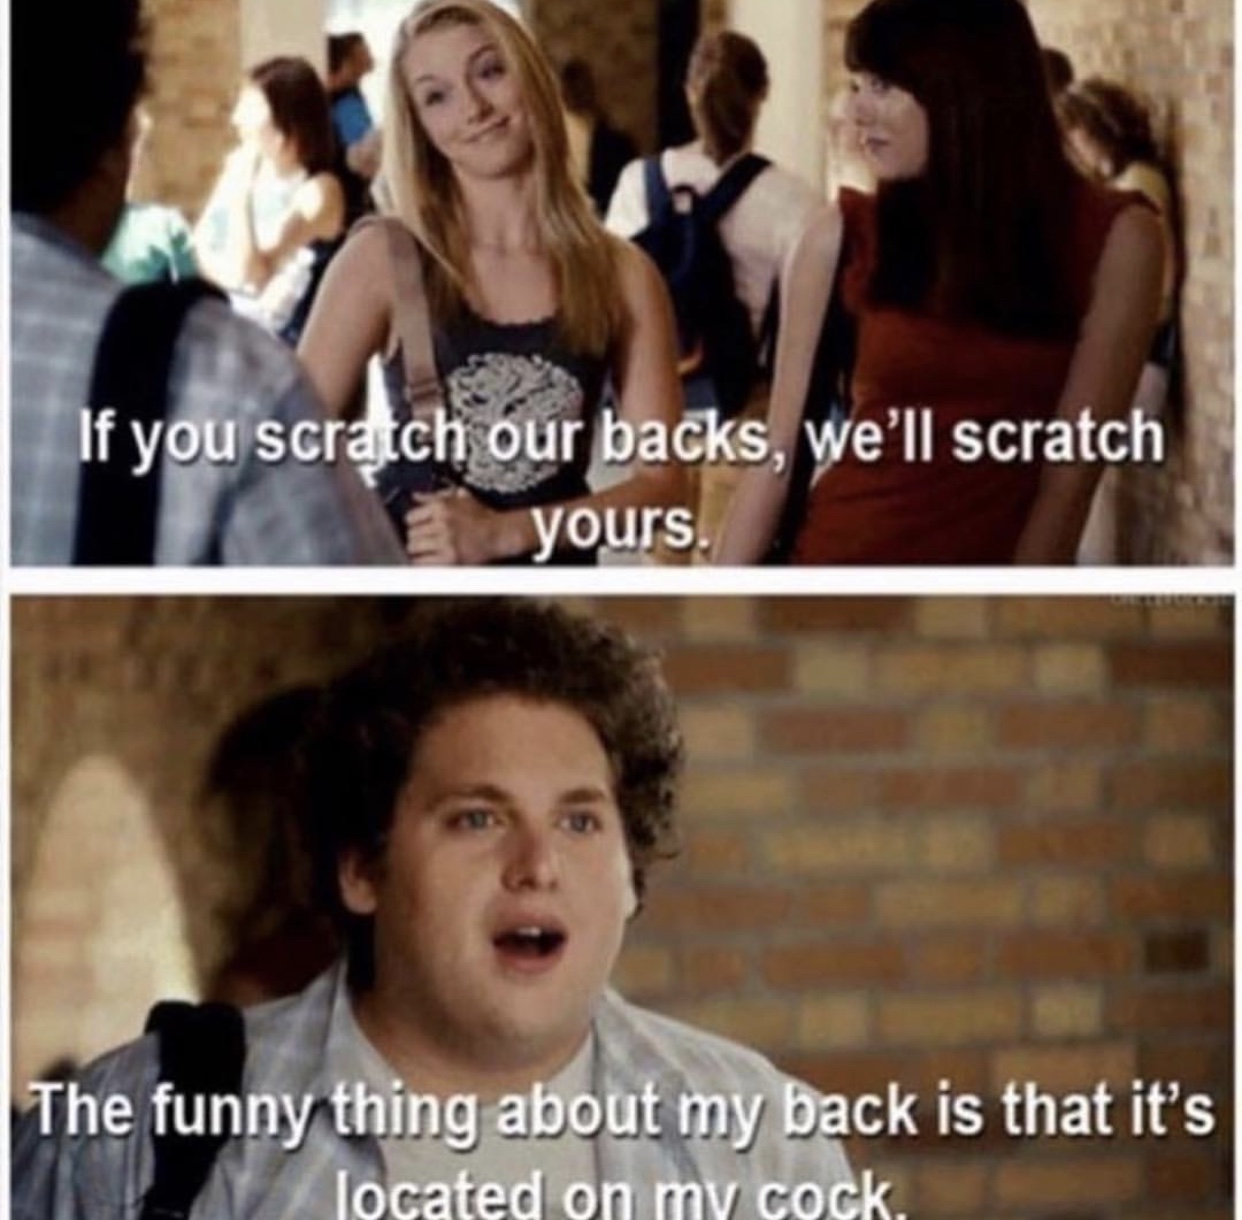 If you scratch our backs, we'll scratch
yours.
The funny thing about my back is that it's
located on my cock.